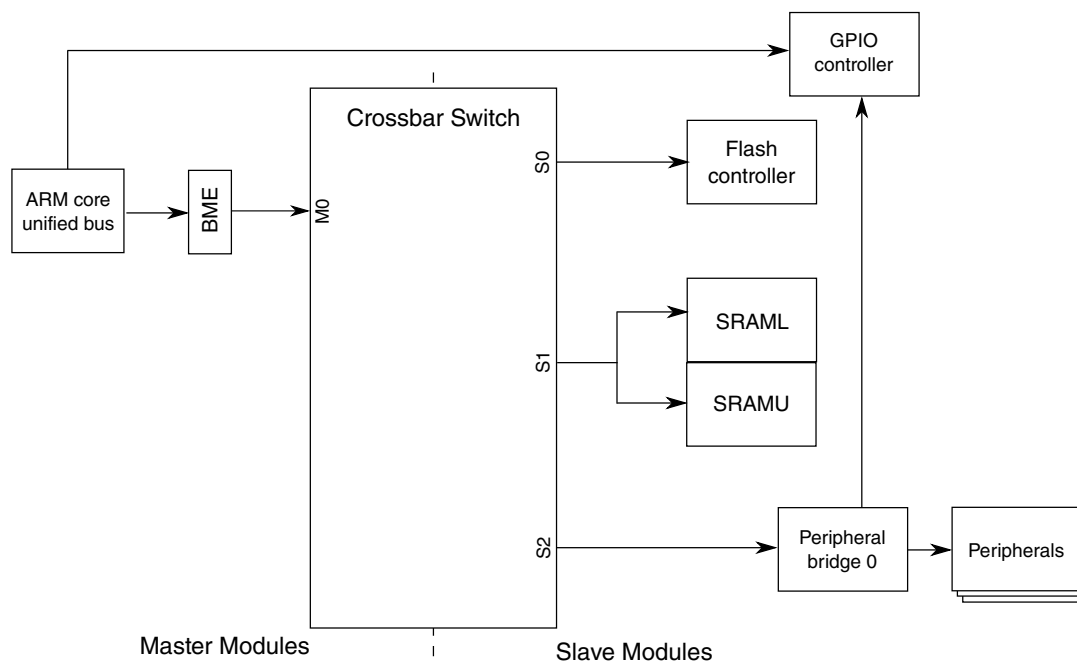 GPIO
controller
Crossbar Switch
S0
Flash
controller
ARM core
unified bus
BME
M0
SRAML
S1
SRAMU
S2
Peripheral
bridge 0
Peripherals
Master Modules
Slave Modules